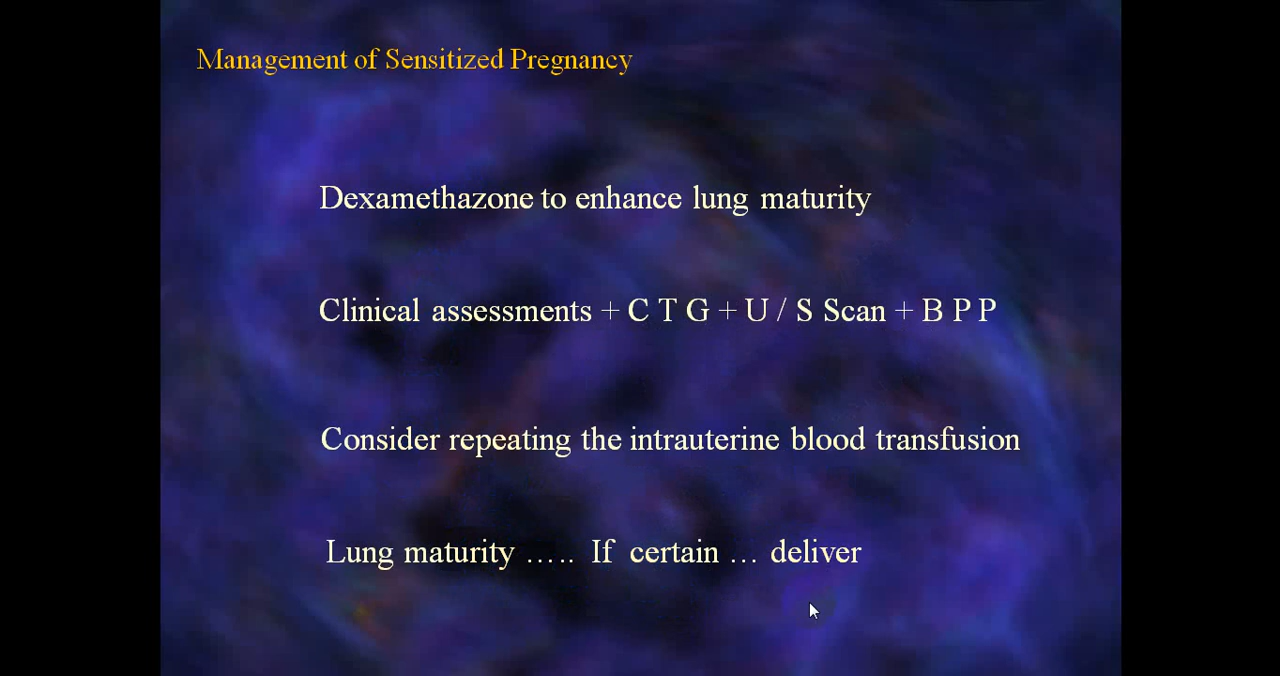 Management of Sensitized Pregnancy
Dexamethazone to enhance lung maturity
Clinical assessments + C T G + U / S Scan + B P P
Consider repeating the intrauterine blood transfusion
Lung maturity ….. If certain … deliver